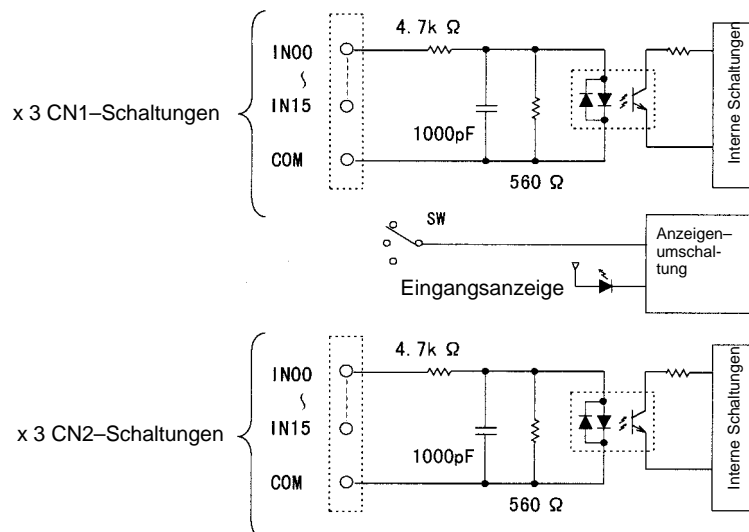 IN00
4.7k Ω
x 3 CN1–Schaltungen
IN15
1000pF
COM
560 Ω
Interne Schaltungen
SW
Anzeigen–
umschal-
tung
Eingangsanzeige
IN00
4.7k Ω
x 3 CN2–Schaltungen
IN15
1000pF
COM
560 Ω
Interne Schaltungen